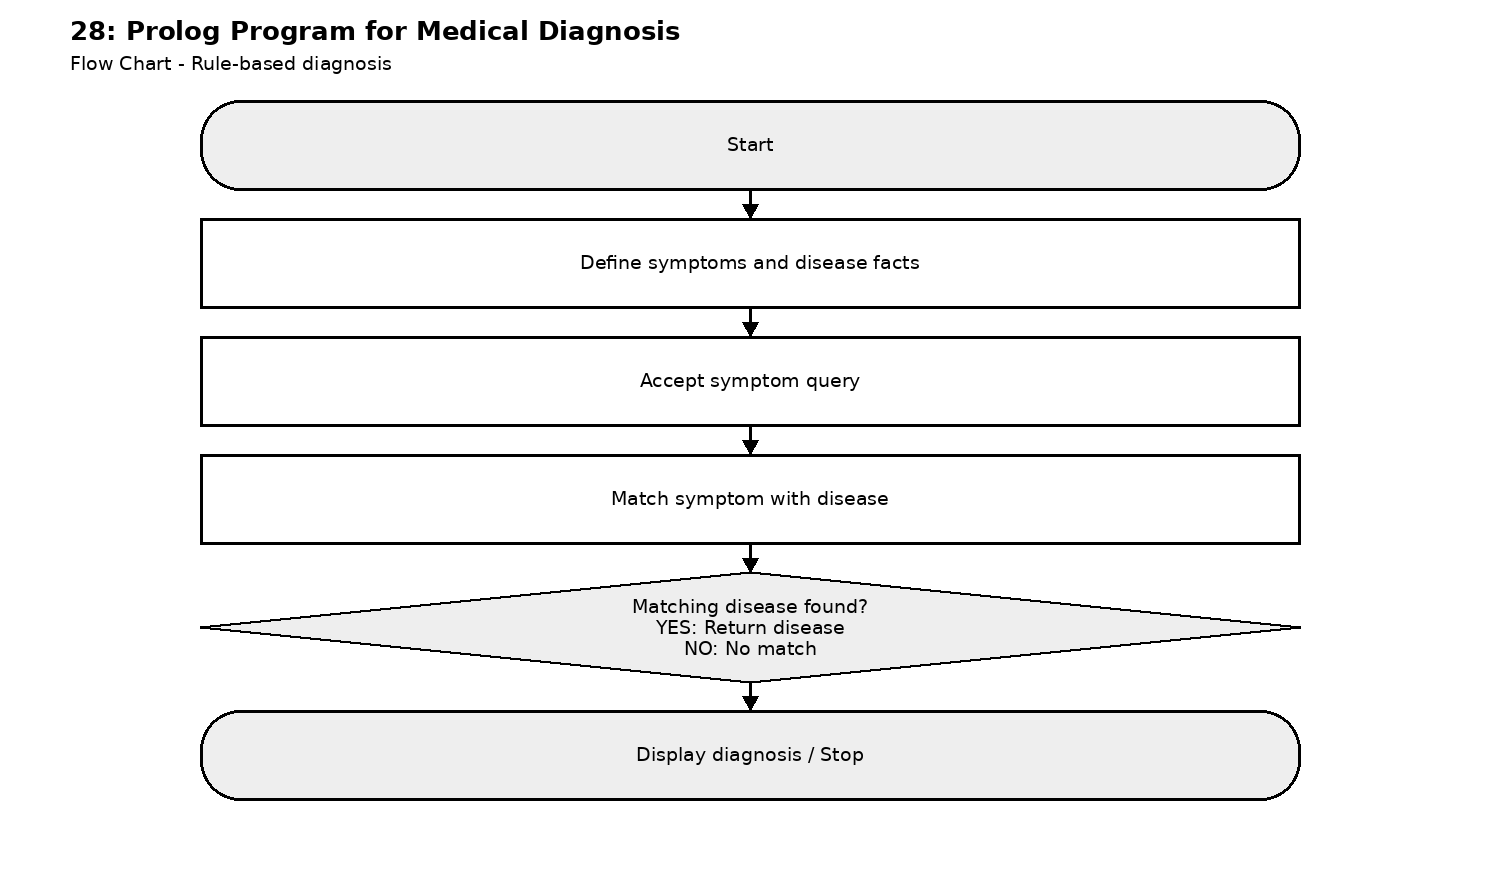 28: Prolog Program for Medical Diagnosis
Flow Chart - Rule-based diagnosis
Start
Define symptoms and disease facts
Accept symptom query
Match symptom with disease
Matching disease found?
YES: Return disease
NO: No match
Display diagnosis / Stop